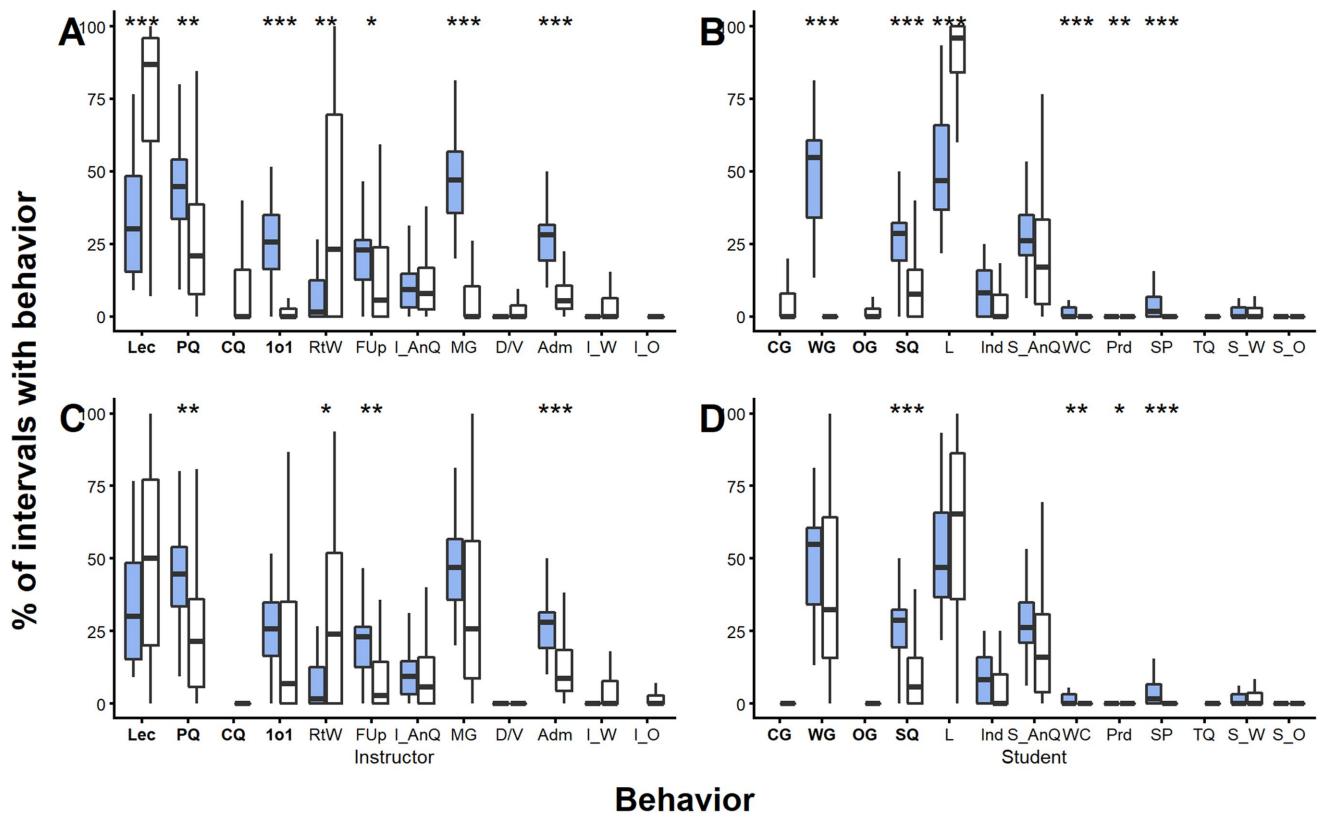 % of intervals with behavior
A
*** ** *** ** * *** ***
100
75
50
25
0
Lec PQ CQ 1o1 RtW FUp I_AnQ MG D/V Adm I_W I_O
B
*** *** *** *** ** ***
100
75
50
25
0
CG WG OG SQ L Ind S_AnQ WC Prd SP TQ S_W S_O
C
** * ** ***
100
75
50
25
0
Lec PQ CQ 1o1 RtW FUp I_AnQ MG D/V Adm I_W I_O
Instructor
D
*** ** * ***
100
75
50
25
0
CG WG OG SQ L Ind S_AnQ WC Prd SP TQ S_W S_O
Student
Behavior